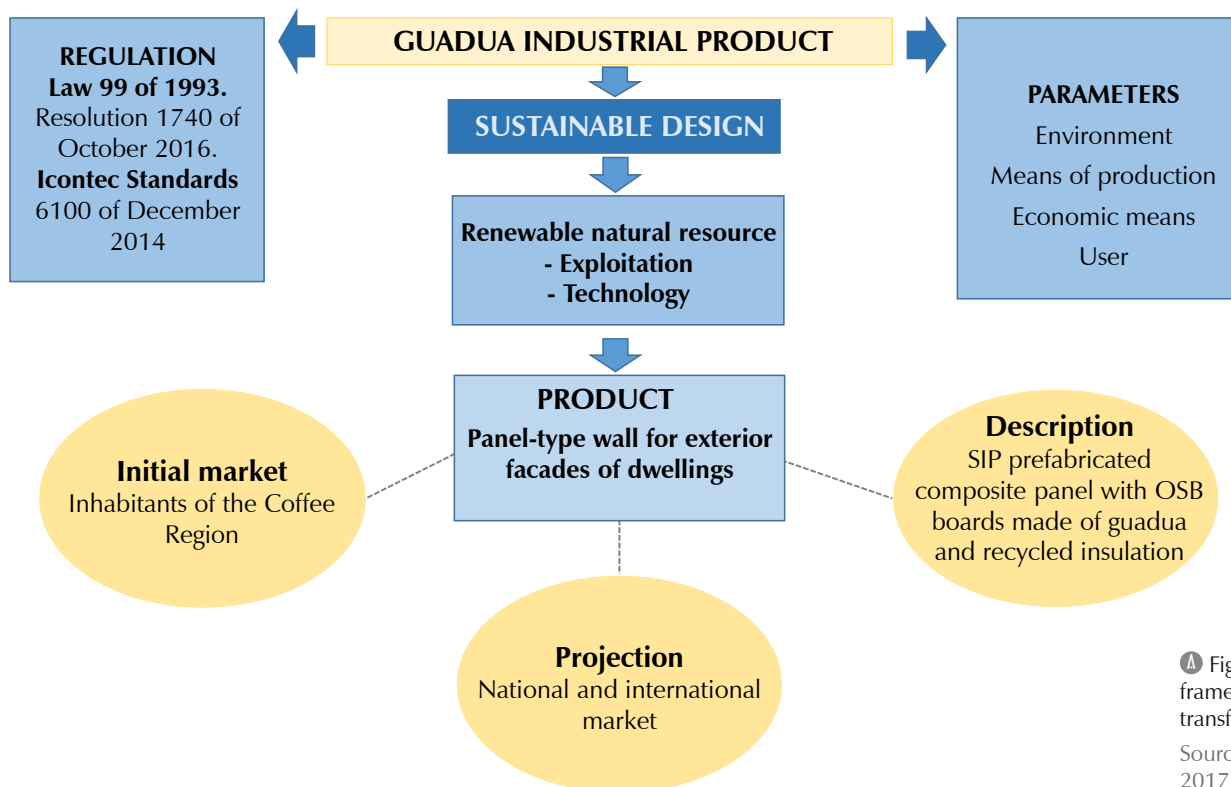 GUADUA INDUSTRIAL PRODUCT
REGULATION
Law 99 of 1993.
Resolution 1740 of
October 2016.
Icontec Standards
6100 of December
2014
SUSTAINABLE DESIGN
PARAMETERS
Environment
Means of production
Economic means
User
Renewable natural resource
- Exploitation
- Technology
PRODUCT
Panel-type wall for exterior
facades of dwellings
Initial market
Inhabitants of the Coffee
Region
Description
SIP prefabricated
composite panel with OSB
boards made of guadua
and recycled insulation
Projection
National and international
market
2017